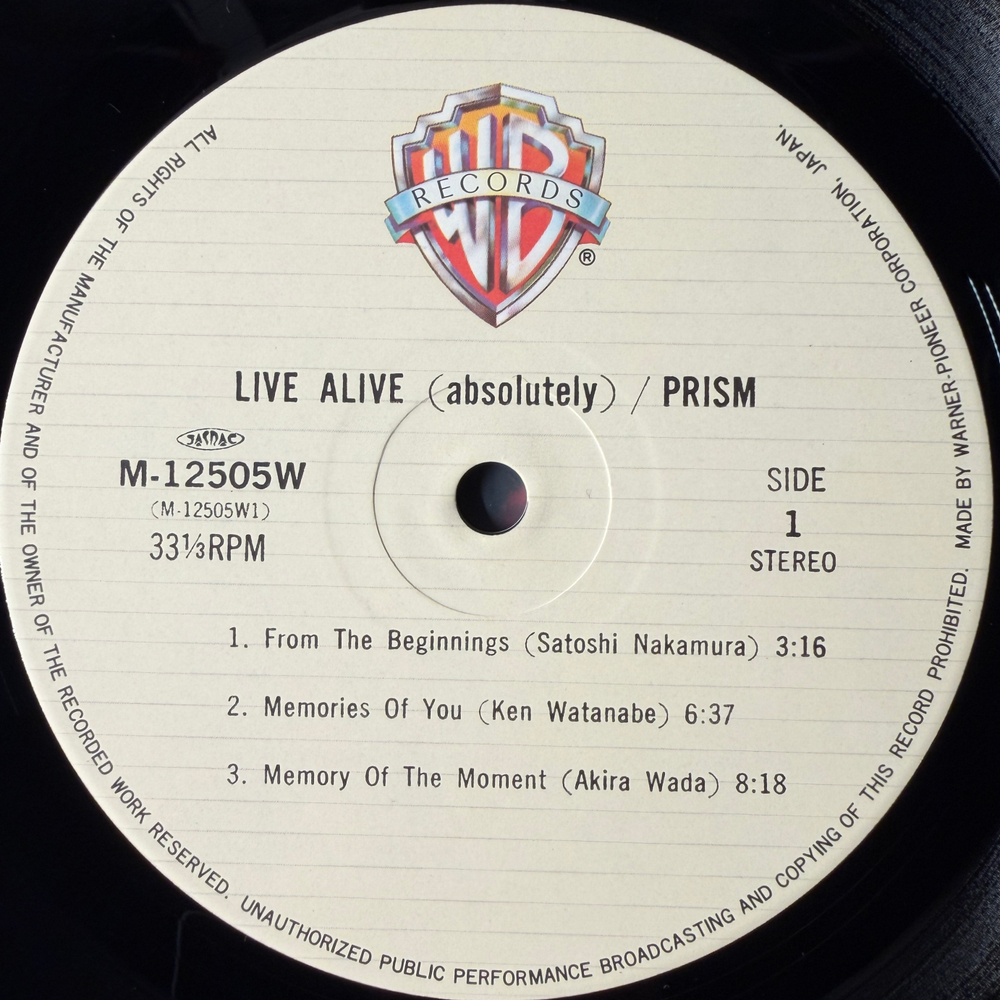 WB
RECORDS
®
LIVE ALIVE (absolutely) / PRISM
JASRAC
M-12505W
(M-12505W1)
33⅓RPM
SIDE
1
STEREO
1. From The Beginnings (Satoshi Nakamura) 3:16
2. Memories Of You (Ken Watanabe) 6:37
3. Memory Of The Moment (Akira Wada) 8:18
ALL RIGHTS OF THE MANUFACTURER AND OF THE OWNER OF THE RECORDED WORK RESERVED. UNAUTHORIZED PUBLIC PERFORMANCE BROADCASTING AND COPYING OF THIS RECORD PROHIBITED. MADE BY WARNER-PIONEER CORPORATION, JAPAN.